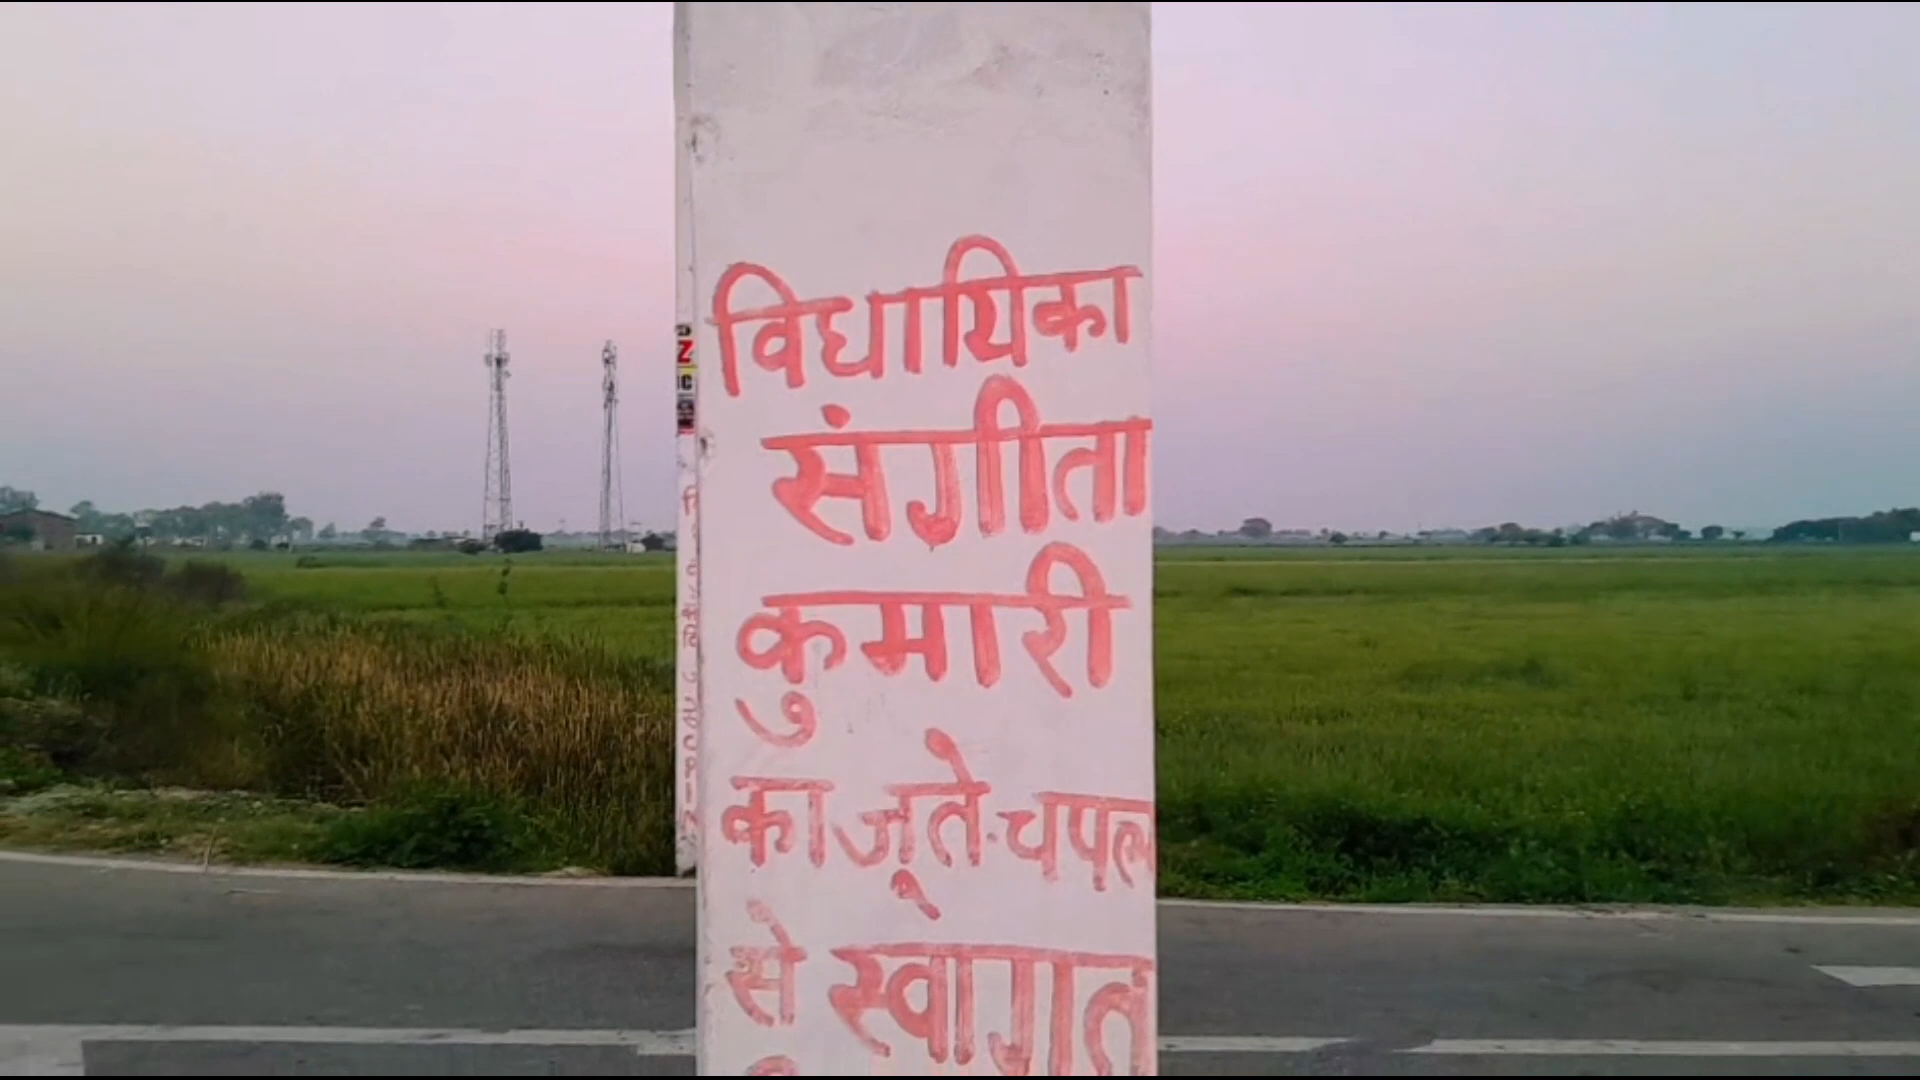 विधायिका
संगीता
कुमारी
का जूते-चपल
से स्वागत